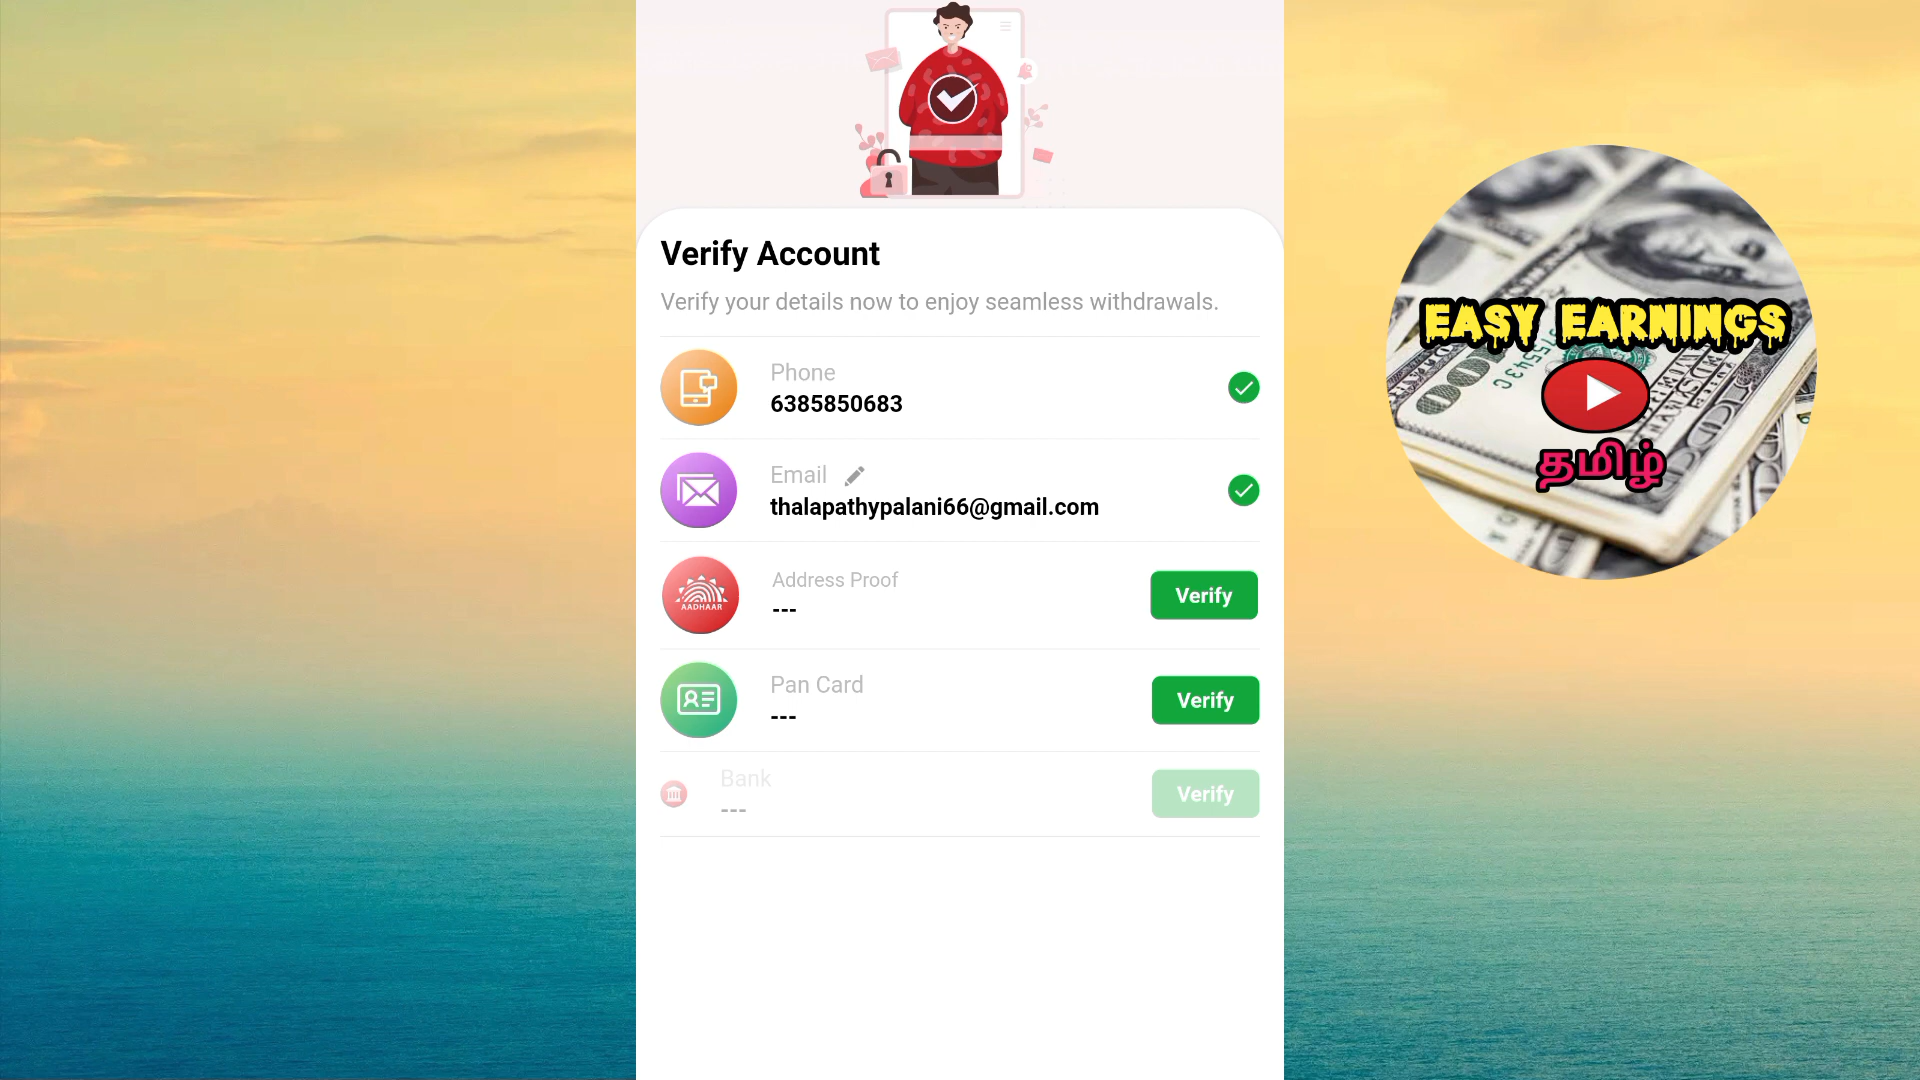 Verify Account
Verify your details now to enjoy seamless withdrawals.
Phone
6385850683
Email
thalapathypalani66@gmail.com
AADHAAR
Address Proof
---
Verify
Pan Card
---
Verify
Bank
---
Verify
EASY EARNINGS
தமிழ்